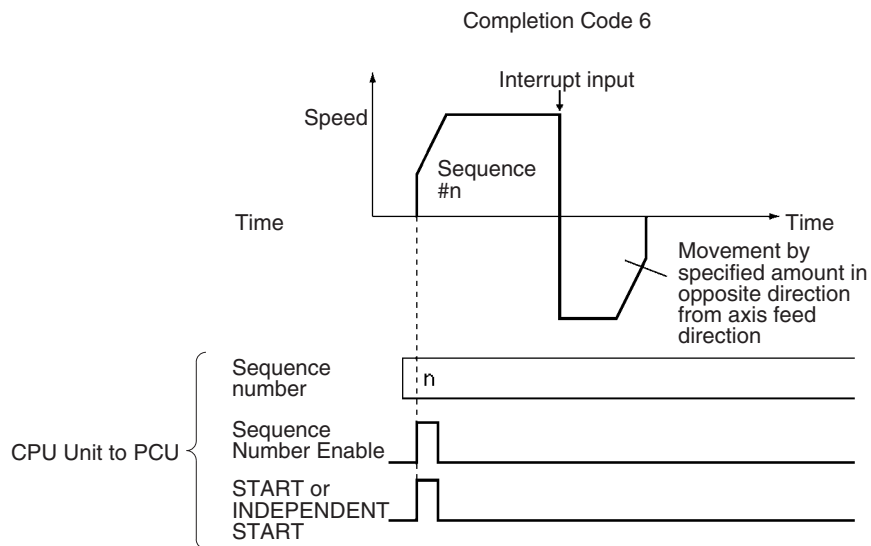 Completion Code 6
Interrupt input
Speed
Sequence
#n
Time
Time
Movement by
specified amount in
opposite direction
from axis feed
direction
Sequence
number
n
CPU Unit to PCU
Sequence
Number Enable
START or
INDEPENDENT
START